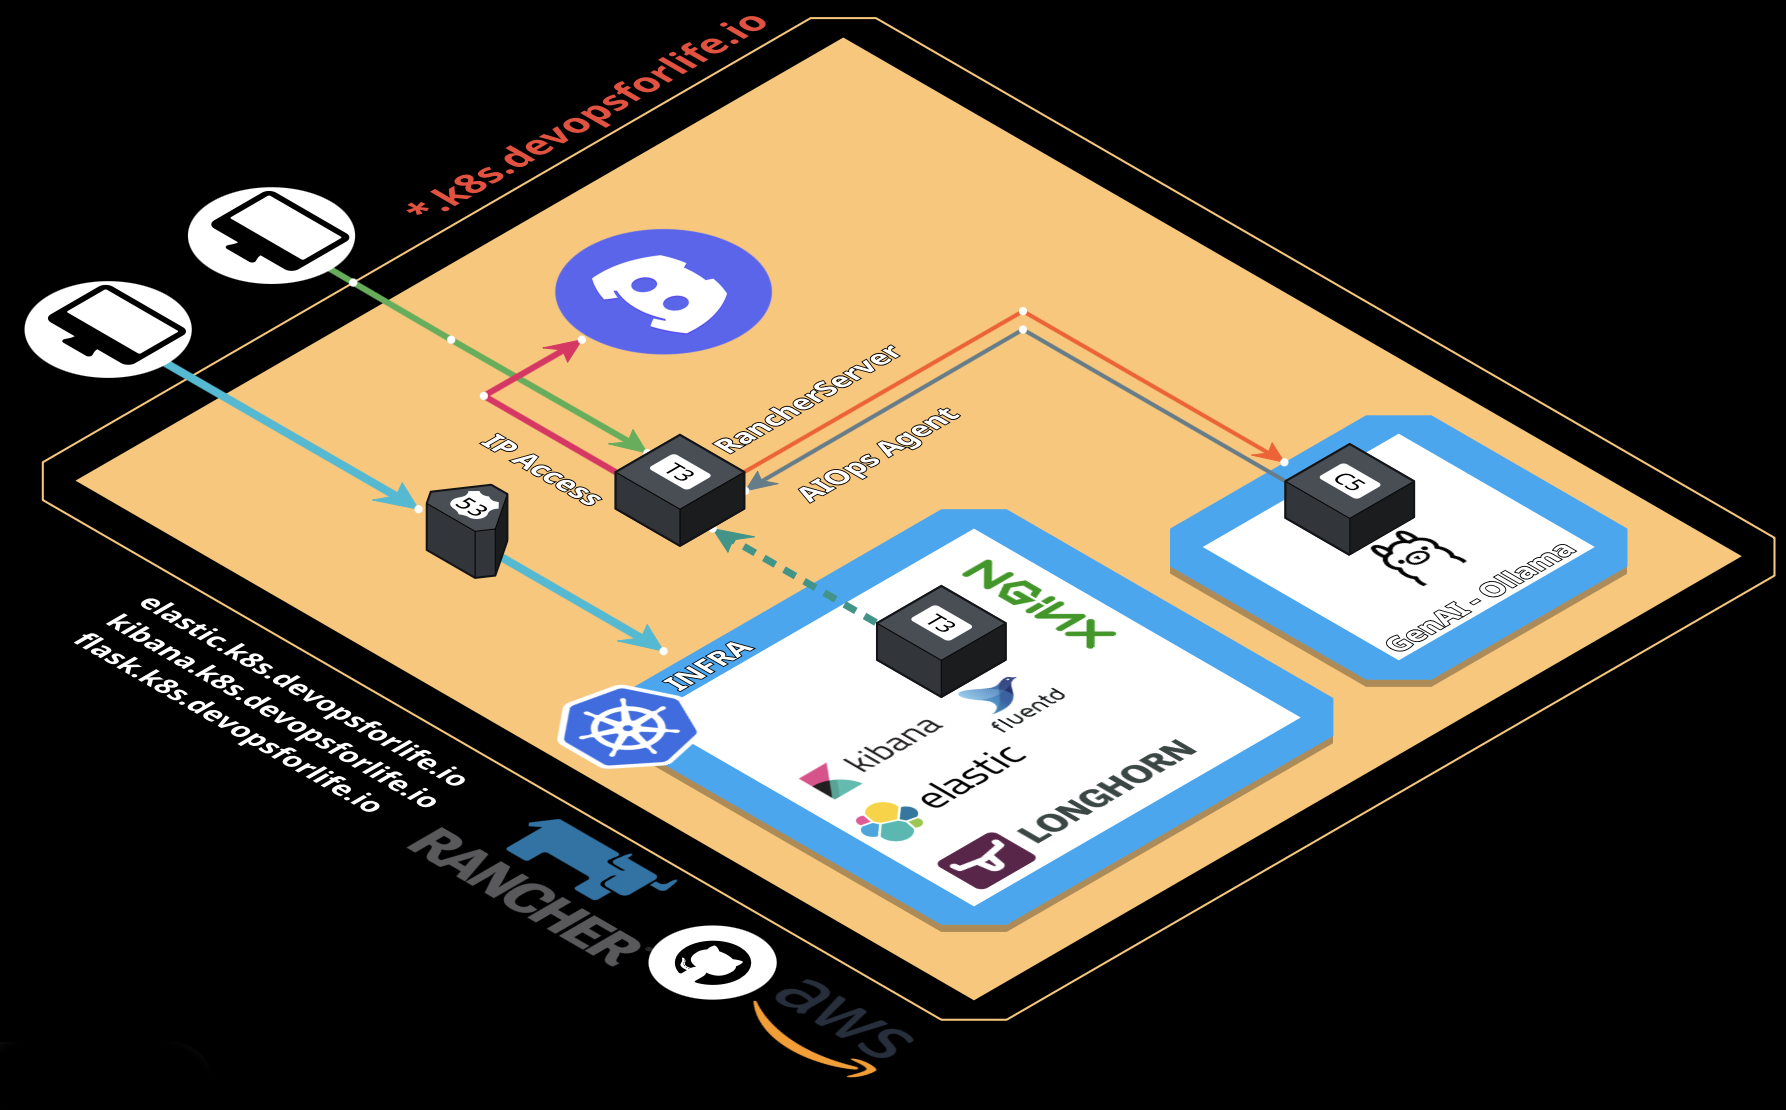 *.k8s.devopsforlife.io
RancherServer
IP Access
T3
AIOps Agent
53
C5
GenAI - Ollama
INFRA
NGINX
T3
fluentd
kibana
elastic
LONGHORN
elastic.k8s.devopsforlife.io
kibana.k8s.devopsforlife.io
flask.k8s.devopsforlife.io
RANCHER
aws